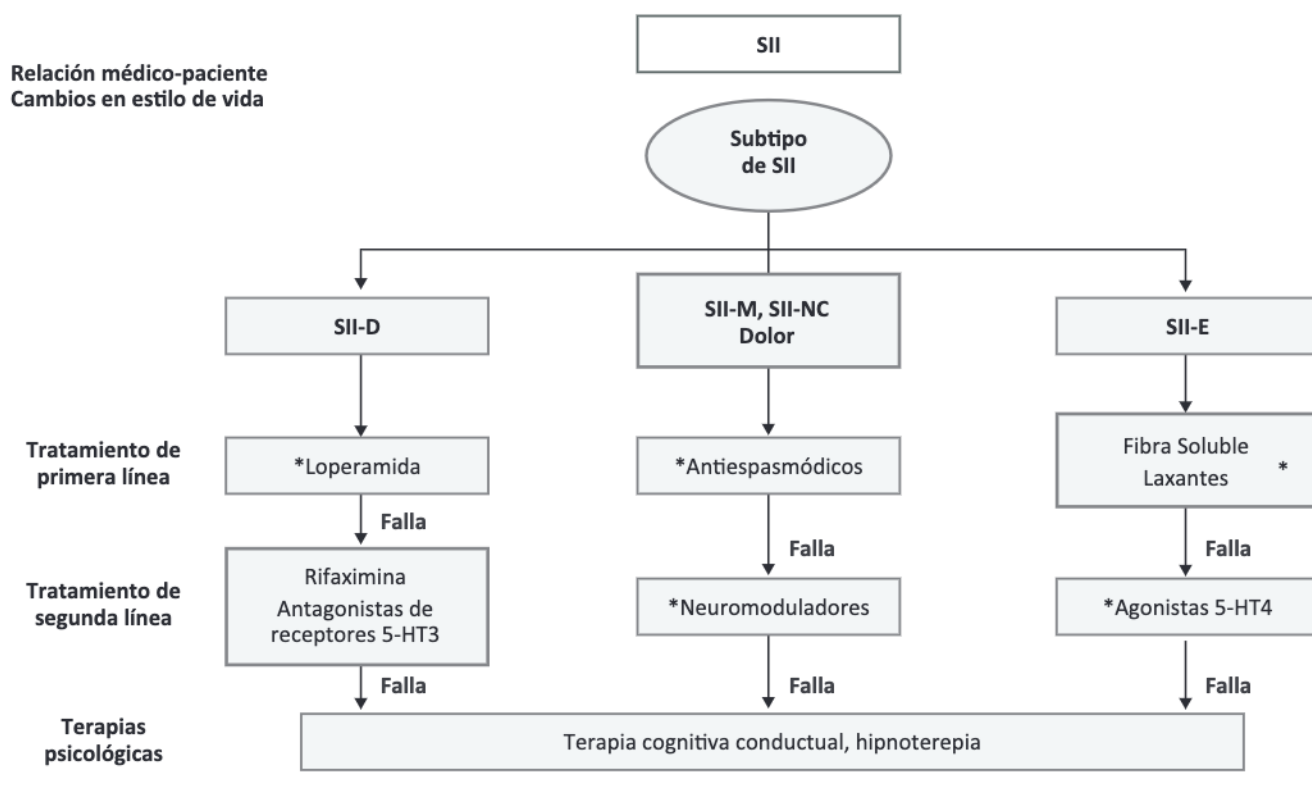 SII
Relación médico-paciente
Cambios en estilo de vida
Subtipo
de SII
SII-D
SII-M, SII-NC
Dolor
SII-E
Tratamiento de
primera línea
*Loperamida
*Antiespasmódicos
Fibra Soluble
Laxantes *
Falla
Falla
Falla
Tratamiento de
segunda línea
Rifaximina
Antagonistas de
receptores 5-HT3
*Neuromoduladores
*Agonistas 5-HT4
Falla
Falla
Falla
Terapias
psicológicas
Terapia cognitiva conductual, hipnoterepia